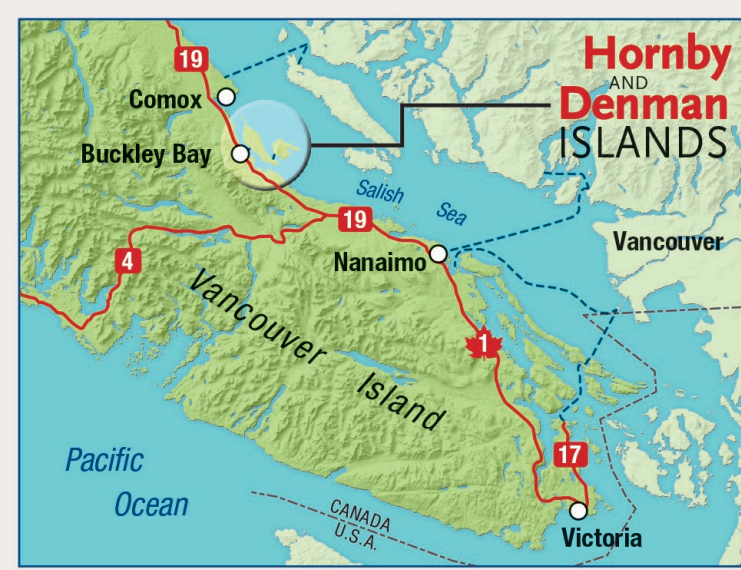 Hornby
AND
Denman
ISLANDS
19
Comox
Buckley Bay
Salish
Sea
19
Vancouver
4
Nanaimo
Vancouver
Island
1
Pacific
Ocean
17
CANADA
U.S.A.
Victoria